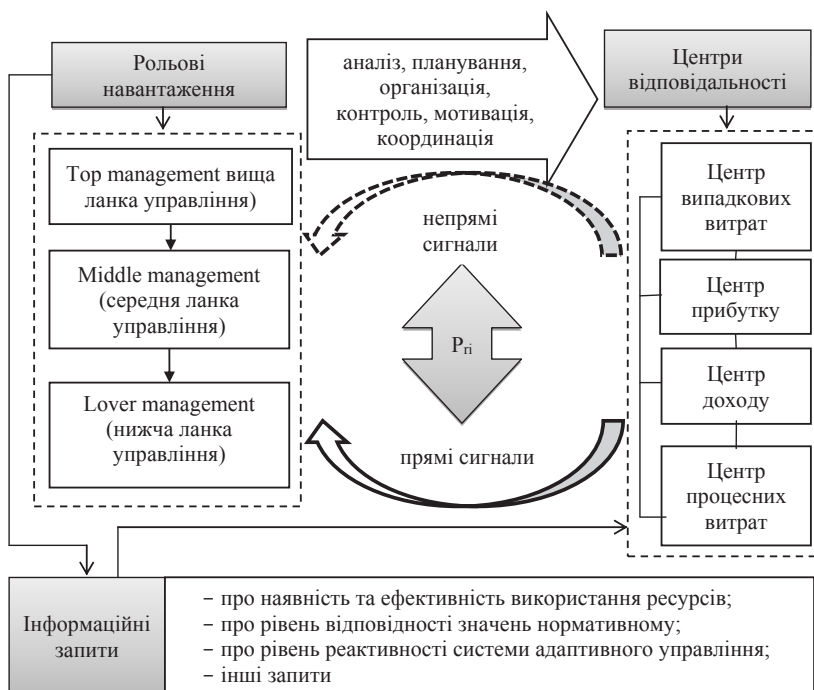 Рольові
навантаження
аналіз, планування,
організація,
контроль, мотивація,
координація
Центри
відповідальності
Top management вища
ланка управління)
Middle management
(середня ланка
управління)
Lover management
(нижча ланка
управління)
непрямі
сигнали
P_ri
прямі сигнали
Центр
випадкових
витрат
Центр
прибутку
Центр
доходу
Центр
процесних
витрат
Інформаційні
запити
– про наявність та ефективність використання ресурсів;
– про рівень відповідності значень нормативному;
– про рівень реактивності системи адаптивного управління;
– інші запити